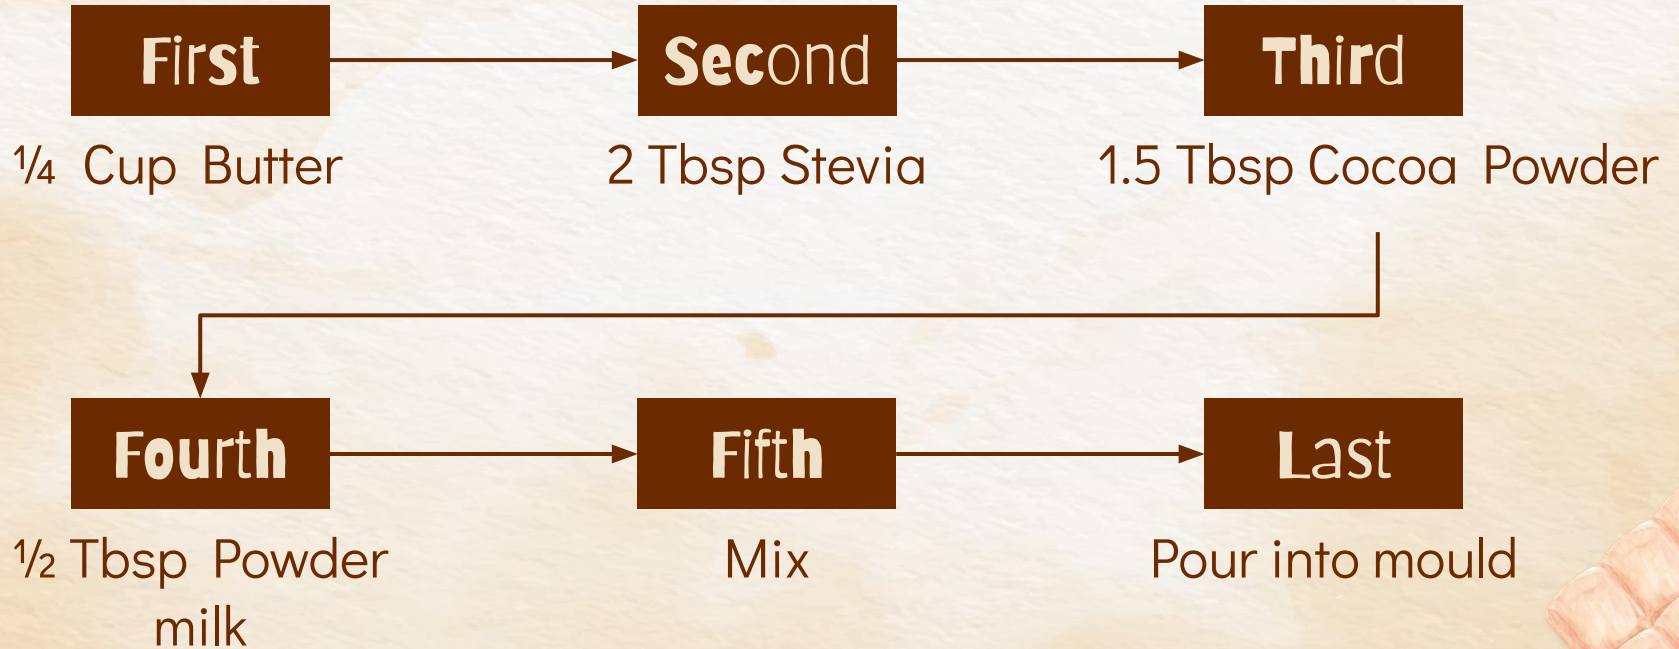 First
Second
Third
¼ Cup Butter
2 Tbsp Stevia
1.5 Tbsp Cocoa Powder
Fourth
Fifth
Last
½ Tbsp Powder
milk
Mix
Pour into mould